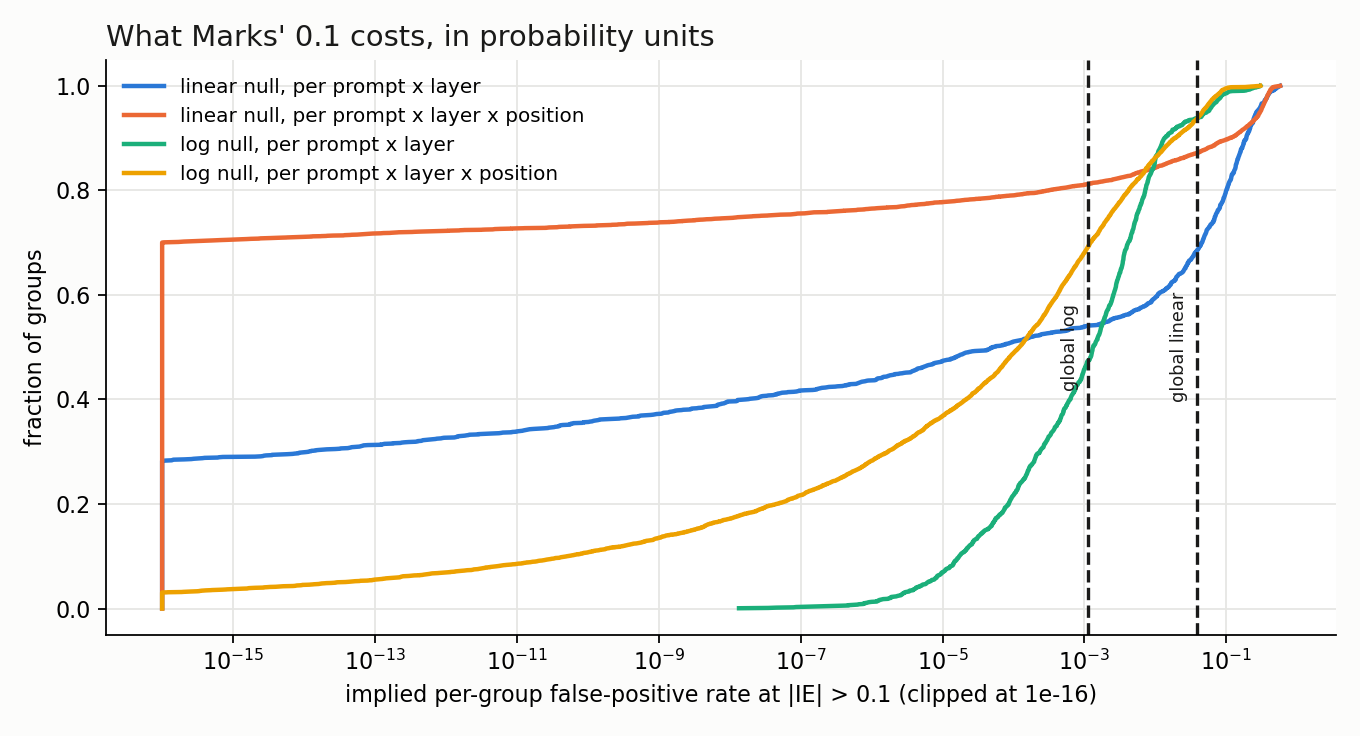 What Marks' 0.1 costs, in probability units
linear null, per prompt x layer
linear null, per prompt x layer x position
log null, per prompt x layer
log null, per prompt x layer x position
fraction of groups
1.0
0.8
0.6
0.4
0.2
0.0
global log
global linear
10⁻¹⁵ 10⁻¹³ 10⁻¹¹ 10⁻⁹ 10⁻⁷ 10⁻⁵ 10⁻³ 10⁻¹
implied per-group false-positive rate at |IE| > 0.1 (clipped at 1e-16)